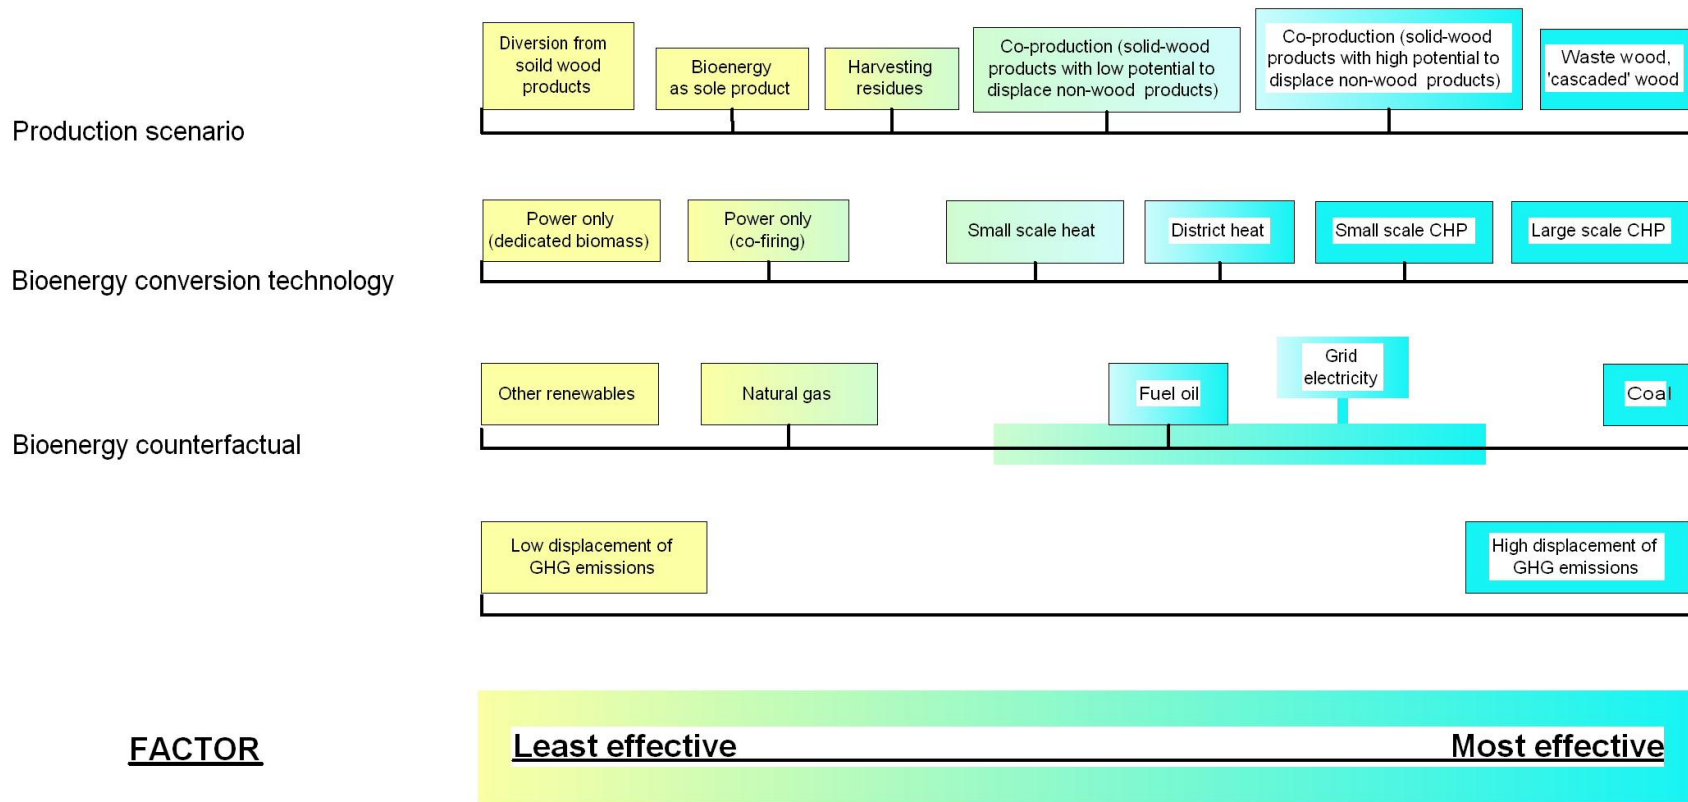 Diversion from
soild wood
products
Bioenergy
as sole product
Harvesting
residues
Co-production (solid-wood
products with low potential to
displace non-wood products)
Co-production (solid-wood
products with high potential to
displace non-wood products)
Waste wood,
'cascaded' wood
Production scenario
Power only
(dedicated biomass)
Power only
(co-firing)
Small scale heat
District heat
Small scale CHP
Large scale CHP
Bioenergy conversion technology
Other renewables
Natural gas
Fuel oil
Grid
electricity
Coal
Bioenergy counterfactual
Low displacement of
GHG emissions
High displacement of
GHG emissions
FACTOR
Least effective
Most effective